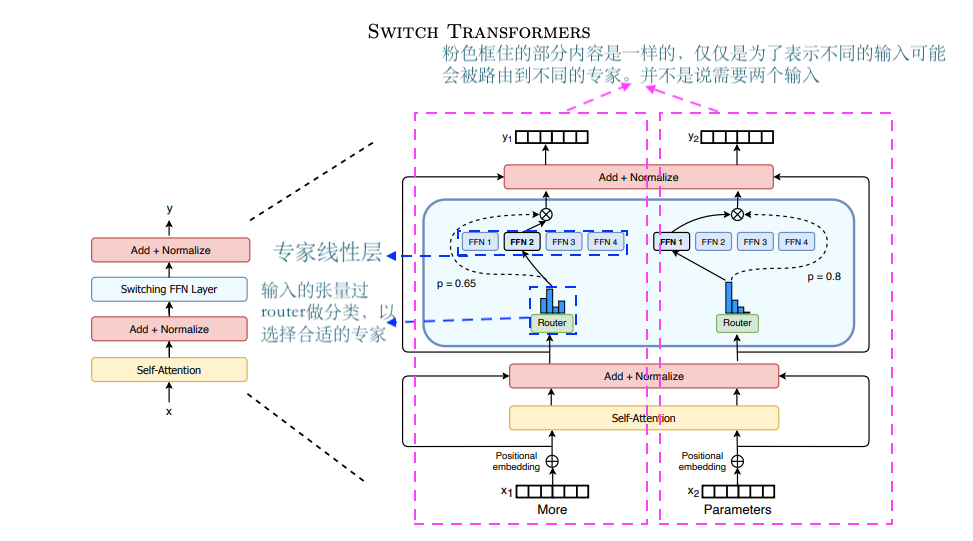 SWITCH TRANSFORMERS
粉色框住的部分内容是一样的，仅仅是为了表示不同的输入可能
会被路由到不同的专家。并不是说需要两个输入
y
Add + Normalize
Switching FFN Layer
Add + Normalize
Self-Attention
x
专家线性层
输入的张量过
router做分类，以
选择合适的专家
y1
y2
Add + Normalize
FFN 1
FFN 2
FFN 3
FFN 4
FFN 1
FFN 2
FFN 3
FFN 4
p = 0.65
p = 0.8
Router
Router
Add + Normalize
Self-Attention
Positional
embedding
Positional
embedding
x1
x2
More
Parameters